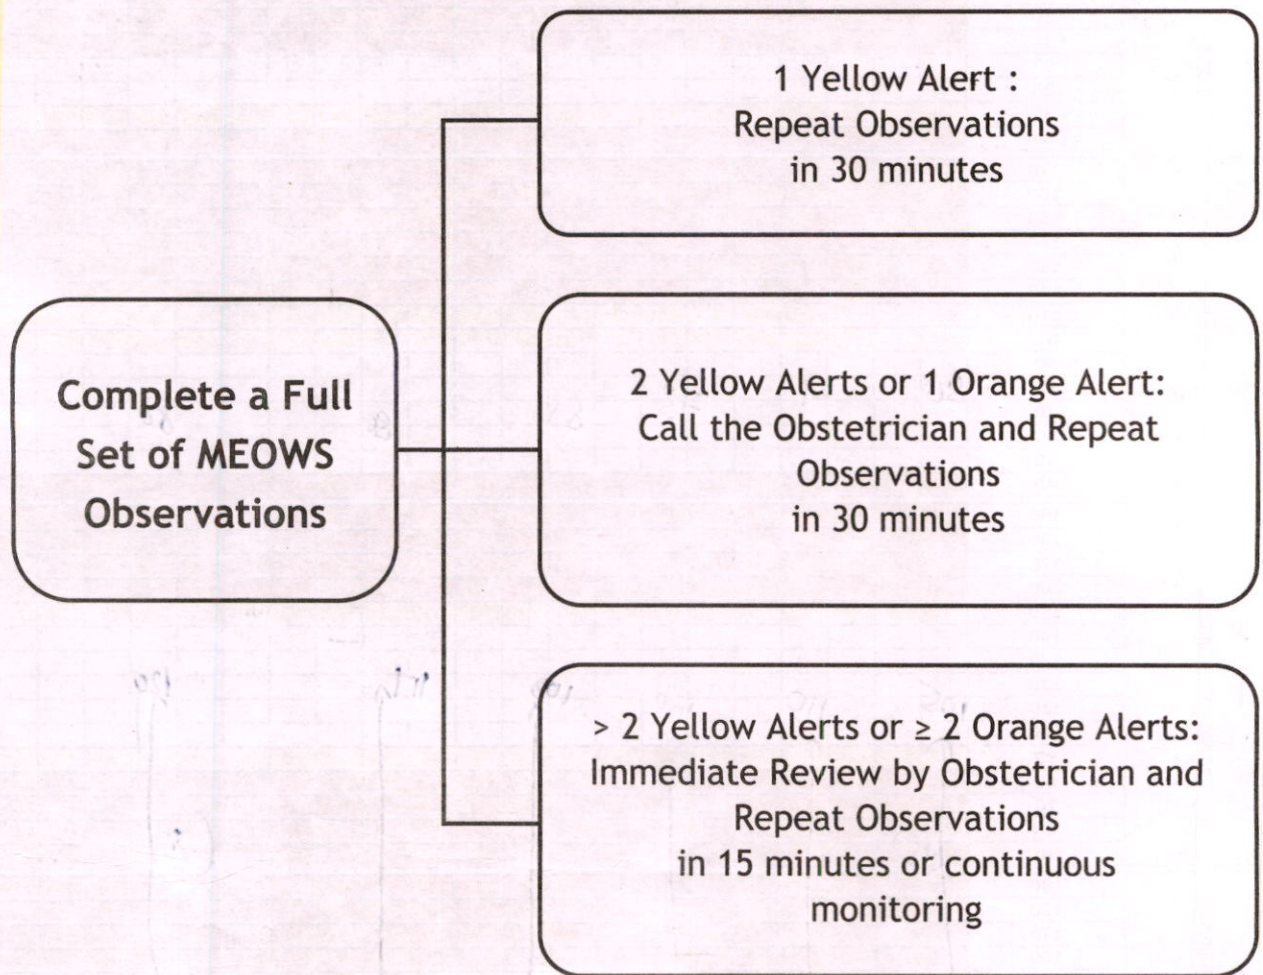 1 Yellow Alert :
Repeat Observations
in 30 minutes
Complete a Full
Set of MEOWS
Observations
2 Yellow Alerts or 1 Orange Alert:
Call the Obstetrician and Repeat
Observations
in 30 minutes
> 2 Yellow Alerts or ≥ 2 Orange Alerts:
Immediate Review by Obstetrician and
Repeat Observations
in 15 minutes or continuous
monitoring